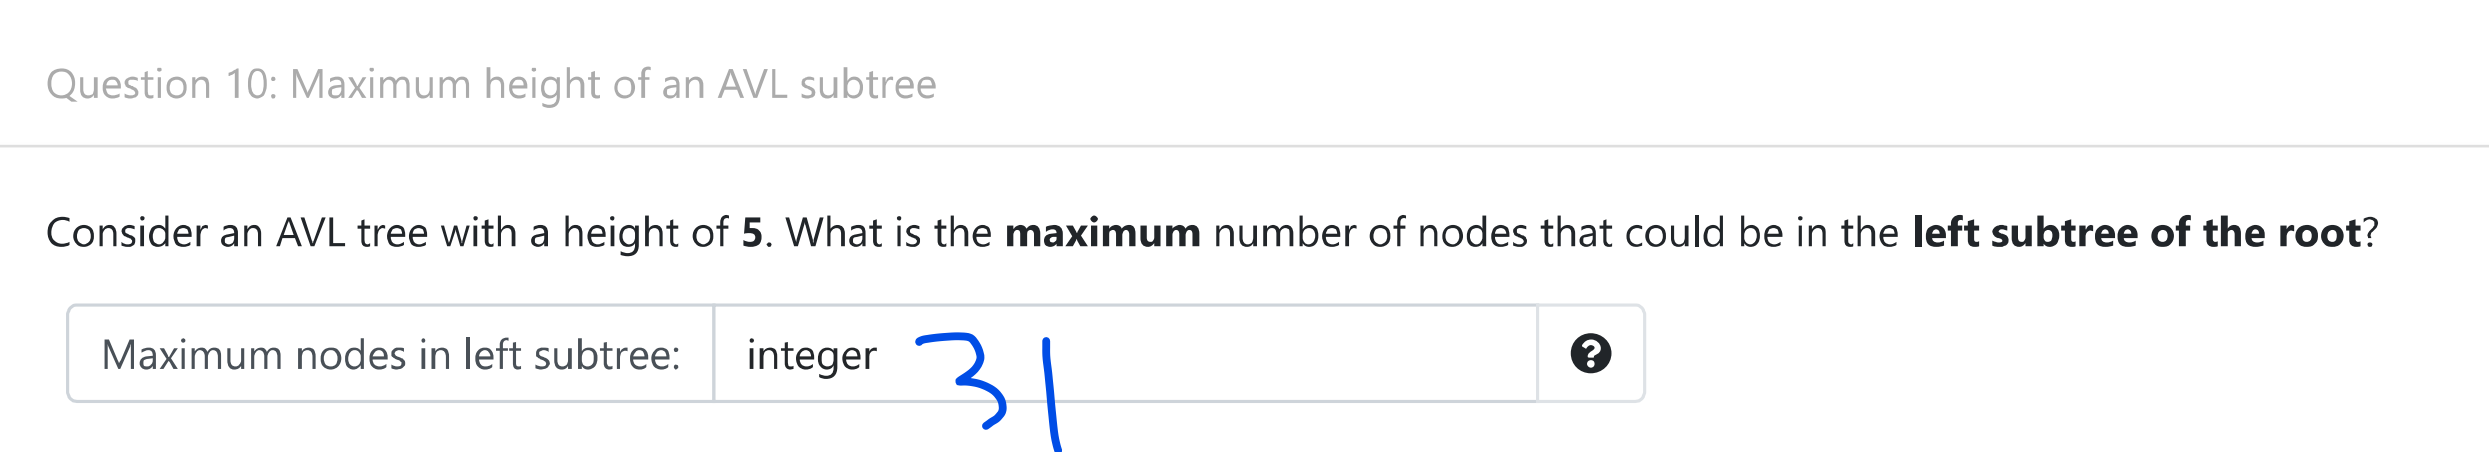 Question 10: Maximum height of an AVL subtree
Consider an AVL tree with a height of 5. What is the maximum number of nodes that could be in the left subtree of the root?
Maximum nodes in left subtree: integer 31 ?